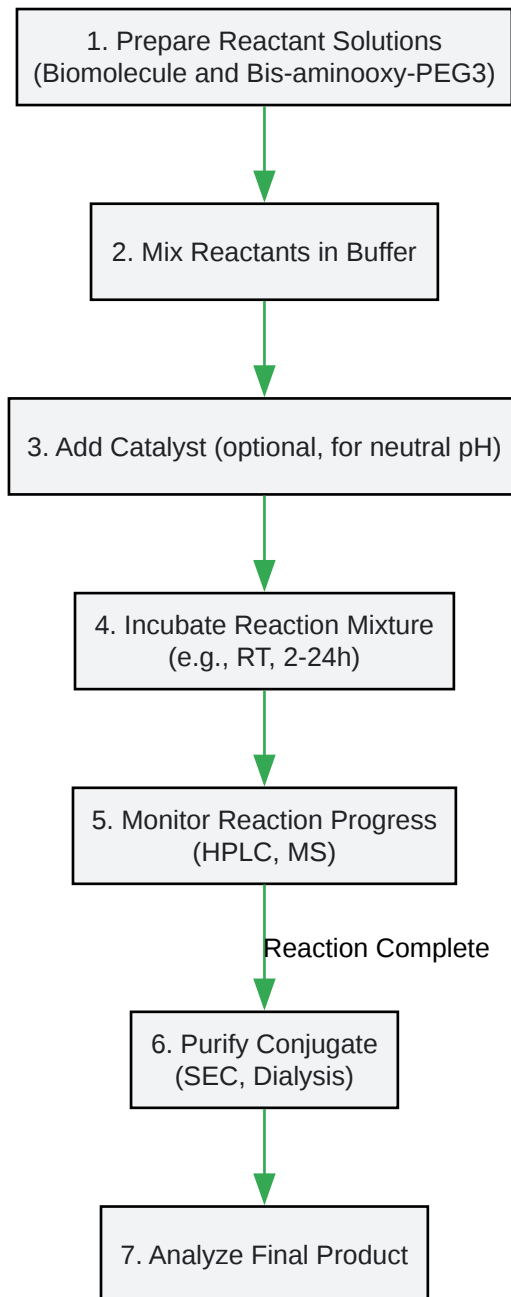 1. Prepare Reactant Solutions
(Biomolecule and Bis-aminooxy-PEG3)
2. Mix Reactants in Buffer
3. Add Catalyst (optional, for neutral pH)
4. Incubate Reaction Mixture
(e.g., RT, 2-24h)
5. Monitor Reaction Progress
(HPLC, MS)
Reaction Complete
6. Purify Conjugate
(SEC, Dialysis)
7. Analyze Final Product